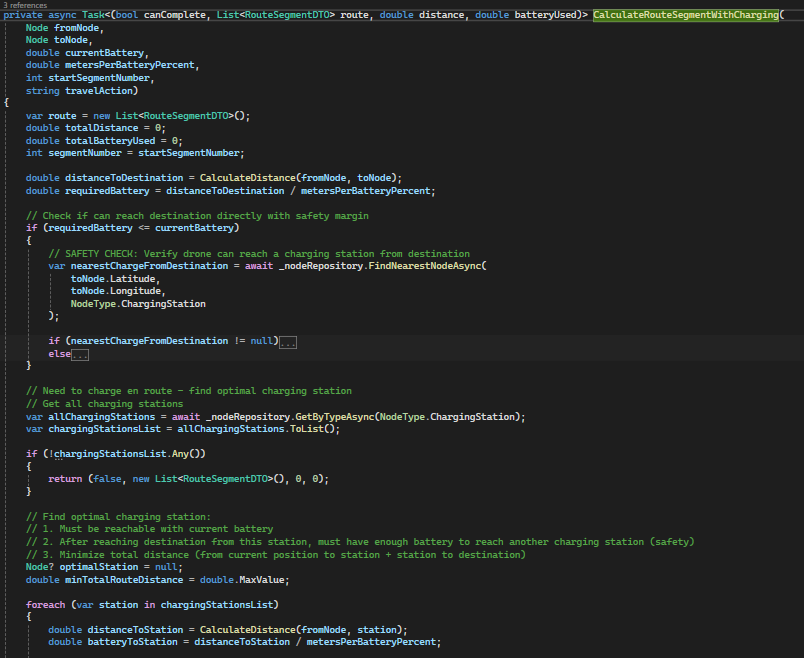 3 references
private async Task<(bool canComplete, List<RouteSegmentDTO> route, double distance, double batteryUsed)> CalculateRouteSegmentWithCharging(
    Node fromNode,
    Node toNode,
    double currentBattery,
    double metersPerBatteryPercent,
    int startSegmentNumber,
    string travelAction)
{
    var route = new List<RouteSegmentDTO>();
    double totalDistance = 0;
    double totalBatteryUsed = 0;
    int segmentNumber = startSegmentNumber;

    double distanceToDestination = CalculateDistance(fromNode, toNode);
    double requiredBattery = distanceToDestination / metersPerBatteryPercent;

    // Check if can reach destination directly with safety margin
    if (requiredBattery <= currentBattery)
    {
        // SAFETY CHECK: Verify drone can reach a charging station from destination
        var nearestChargeFromDestination = await _nodeRepository.FindNearestNodeAsync(
            toNode.Latitude,
            toNode.Longitude,
            NodeType.ChargingStation
        );

        if (nearestChargeFromDestination != null)...
        else...
    }

    // Need to charge en route - find optimal charging station
    // Get all charging stations
    var allChargingStations = await _nodeRepository.GetByTypeAsync(NodeType.ChargingStation);
    var chargingStationsList = allChargingStations.ToList();

    if (!chargingStationsList.Any())
    {
        return (false, new List<RouteSegmentDTO>(), 0, 0);
    }

    // Find optimal charging station:
    // 1. Must be reachable with current battery
    // 2. After reaching destination from this station, must have enough battery to reach another charging station (safety)
    // 3. Minimize total distance (from current position to station + station to destination)
    Node? optimalStation = null;
    double minTotalRouteDistance = double.MaxValue;

    foreach (var station in chargingStationsList)
    {
        double distanceToStation = CalculateDistance(fromNode, station);
        double batteryToStation = distanceToStation / metersPerBatteryPercent;